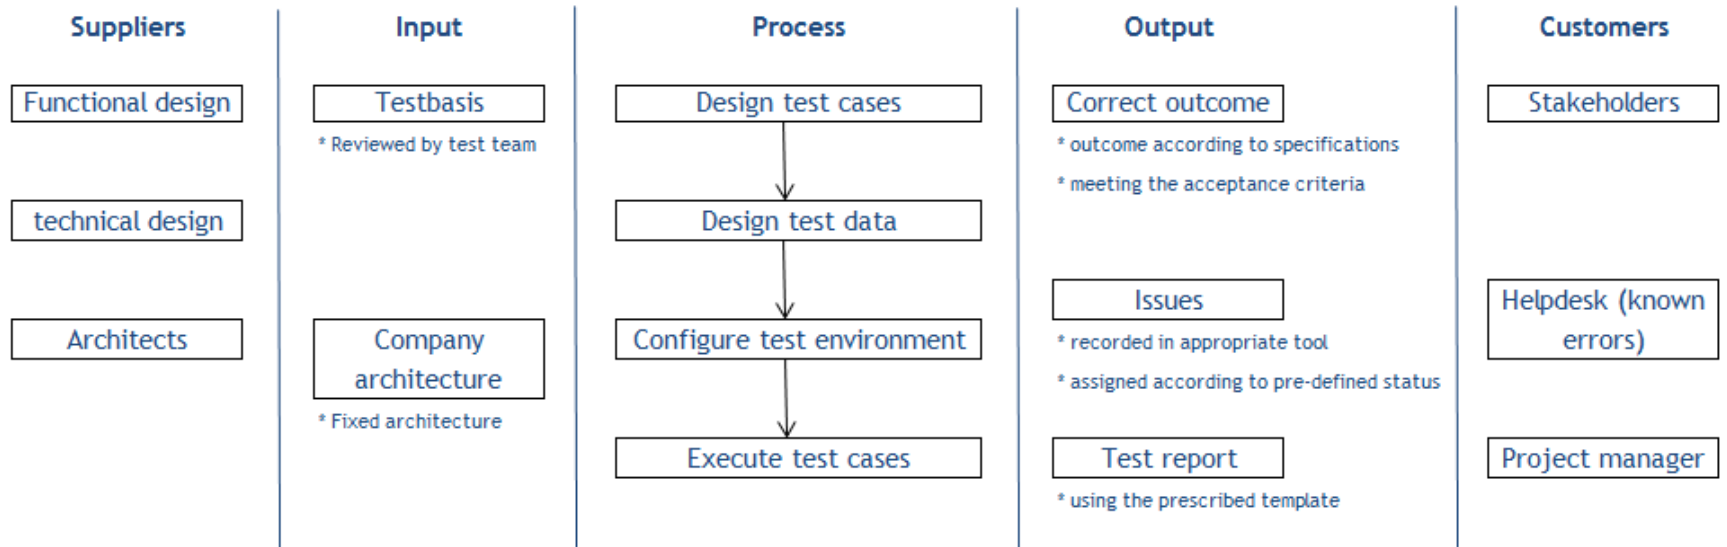 Suppliers
Input
Process
Output
Customers
Functional design
technical design
Architects
Testbasis
* Reviewed by test team
Company
architecture
* Fixed architecture
Design test cases
Design test data
Configure test environment
Execute test cases
Correct outcome
* outcome according to specifications
* meeting the acceptance criteria
Issues
* recorded in appropriate tool
* assigned according to pre-defined status
Test report
* using the prescribed template
Stakeholders
Helpdesk (known
errors)
Project manager